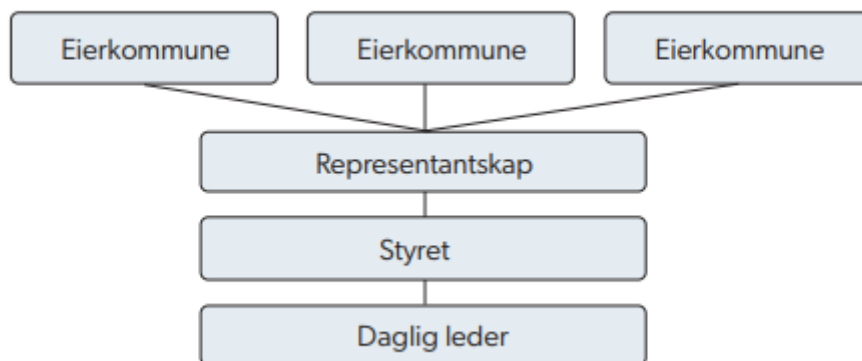 Eierkommune
Eierkommune
Eierkommune
Representantskap
Styret
Daglig leder